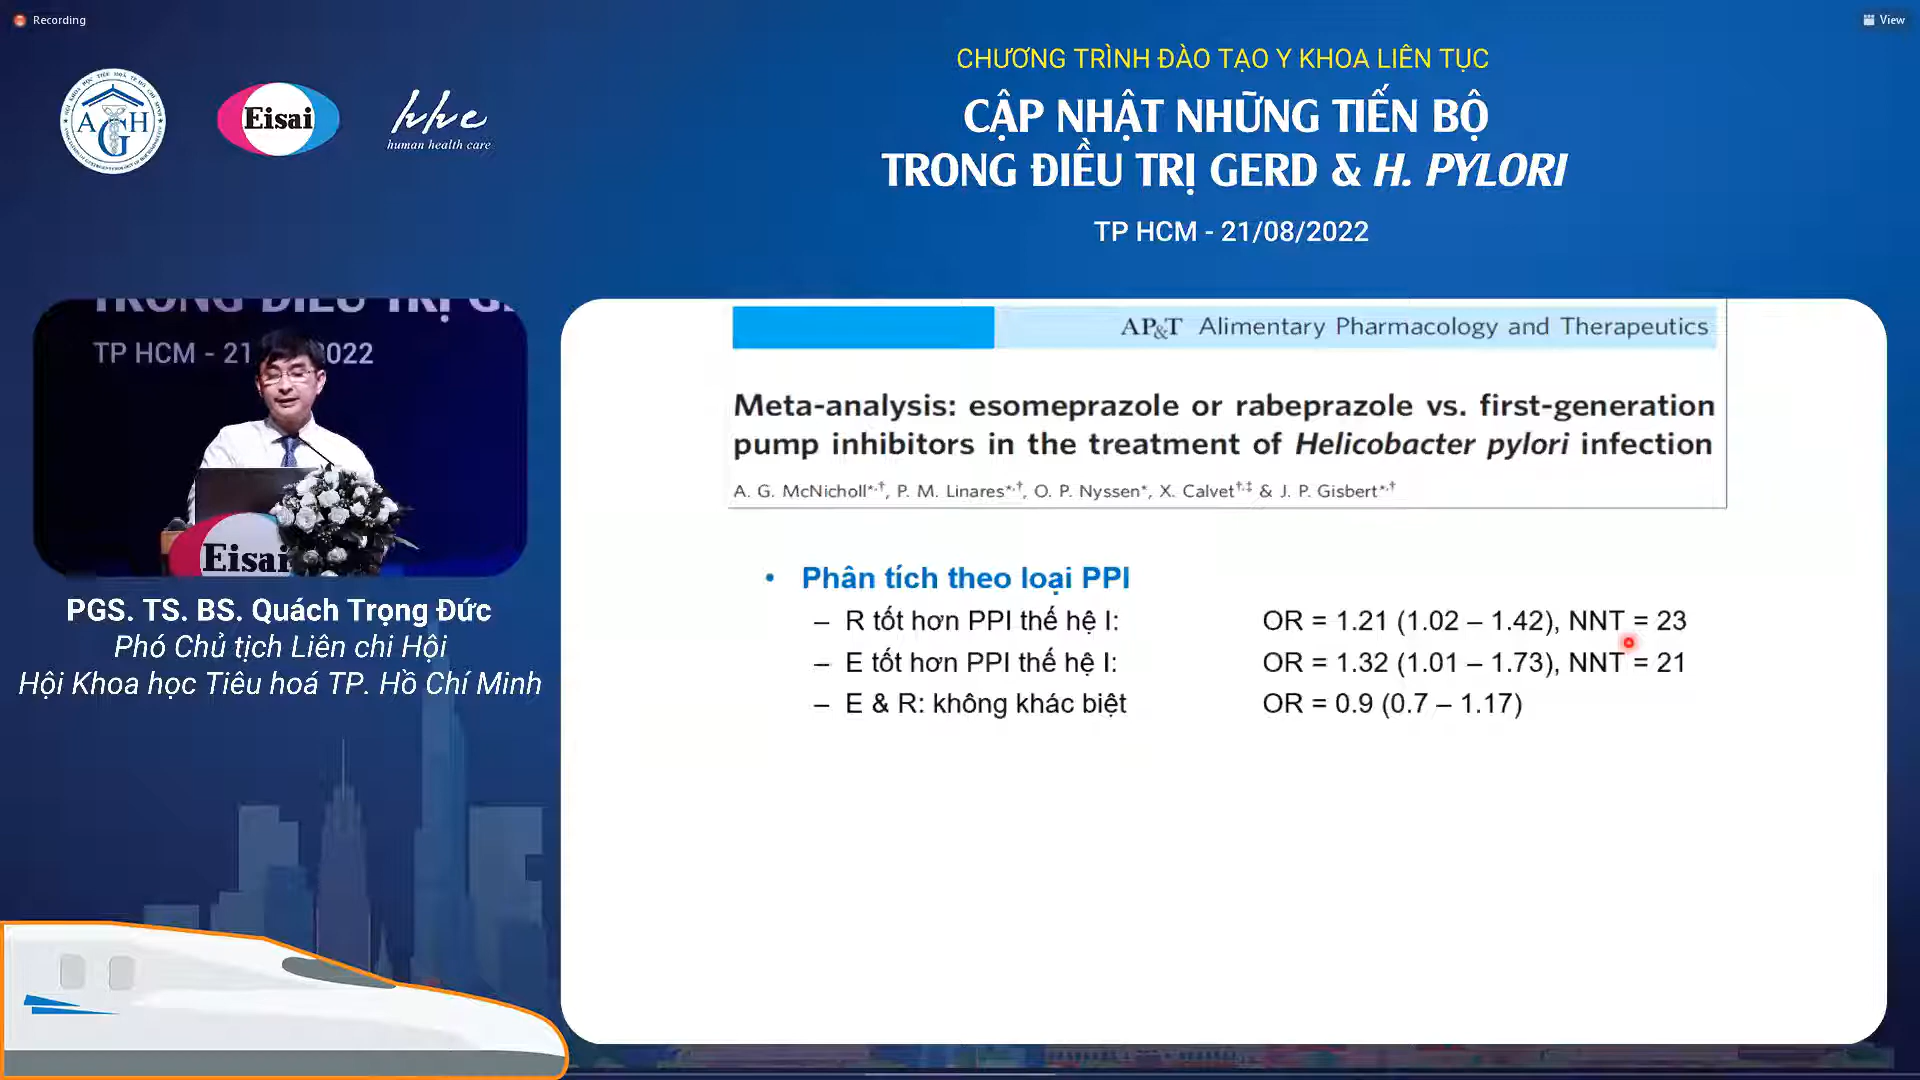 Recording
View
CHƯƠNG TRÌNH ĐÀO TẠO Y KHOA LIÊN TỤC
CẬP NHẬT NHỮNG TIẾN BỘ
TRONG ĐIỀU TRỊ GERD & H. PYLORI
TP HCM - 21/08/2022
AGH
Eisai
hhc
human health care
TRONG ĐIỀU TRỊ G
TP HCM - 21 2022
Eisai
PGS. TS. BS. Quách Trọng Đức
Phó Chủ tịch Liên chi Hội
Hội Khoa học Tiêu hoá TP. Hồ Chí Minh
AP&T Alimentary Pharmacology and Therapeutics
Meta-analysis: esomeprazole or rabeprazole vs. first-generation
pump inhibitors in the treatment of Helicobacter pylori infection
A. G. McNicholl*,†, P. M. Linares*,†, O. P. Nyssen*, X. Calvet†,‡ & J. P. Gisbert*,†
• Phân tích theo loại PPI
– R tốt hơn PPI thế hệ I: OR = 1.21 (1.02 – 1.42), NNT = 23
– E tốt hơn PPI thế hệ I: OR = 1.32 (1.01 – 1.73), NNT = 21
– E & R: không khác biệt OR = 0.9 (0.7 – 1.17)